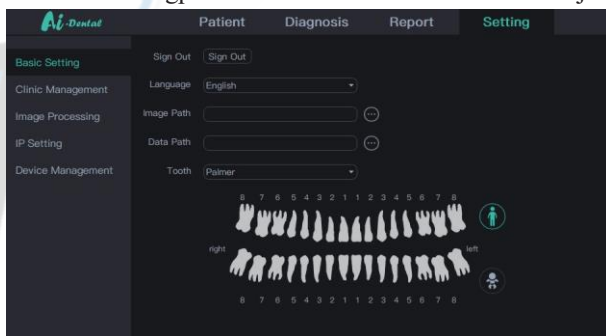 Ai-Dental
Patient Diagnosis Report Setting
Basic Setting
Clinic Management
Image Processing
IP Setting
Device Management
Sign Out Sign Out
Language English
Image Path
Data Path
Tooth Palmer
8 7 6 5 4 3 2 1 1 2 3 4 5 6 7 8
right left
8 7 6 5 4 3 2 1 1 2 3 4 5 6 7 8